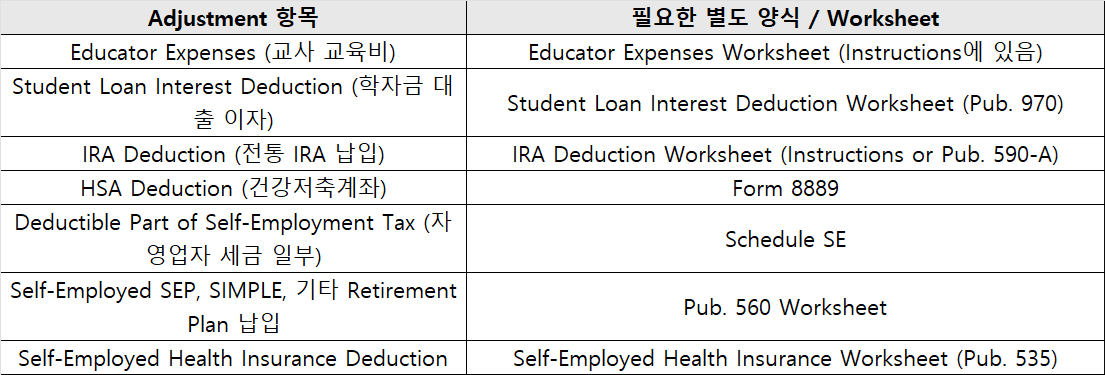 Adjustment 항목
필요한 별도 양식 / Worksheet
Educator Expenses (교사 교육비)
Educator Expenses Worksheet (Instructions에 있음)
Student Loan Interest Deduction (학자금 대
출 이자)
Student Loan Interest Deduction Worksheet (Pub. 970)
IRA Deduction (전통 IRA 납입)
IRA Deduction Worksheet (Instructions or Pub. 590-A)
HSA Deduction (건강저축계좌)
Form 8889
Deductible Part of Self-Employment Tax (자
영업자 세금 일부)
Schedule SE
Self-Employed SEP, SIMPLE, 기타 Retirement
Plan 납입
Pub. 560 Worksheet
Self-Employed Health Insurance Deduction
Self-Employed Health Insurance Worksheet (Pub. 535)